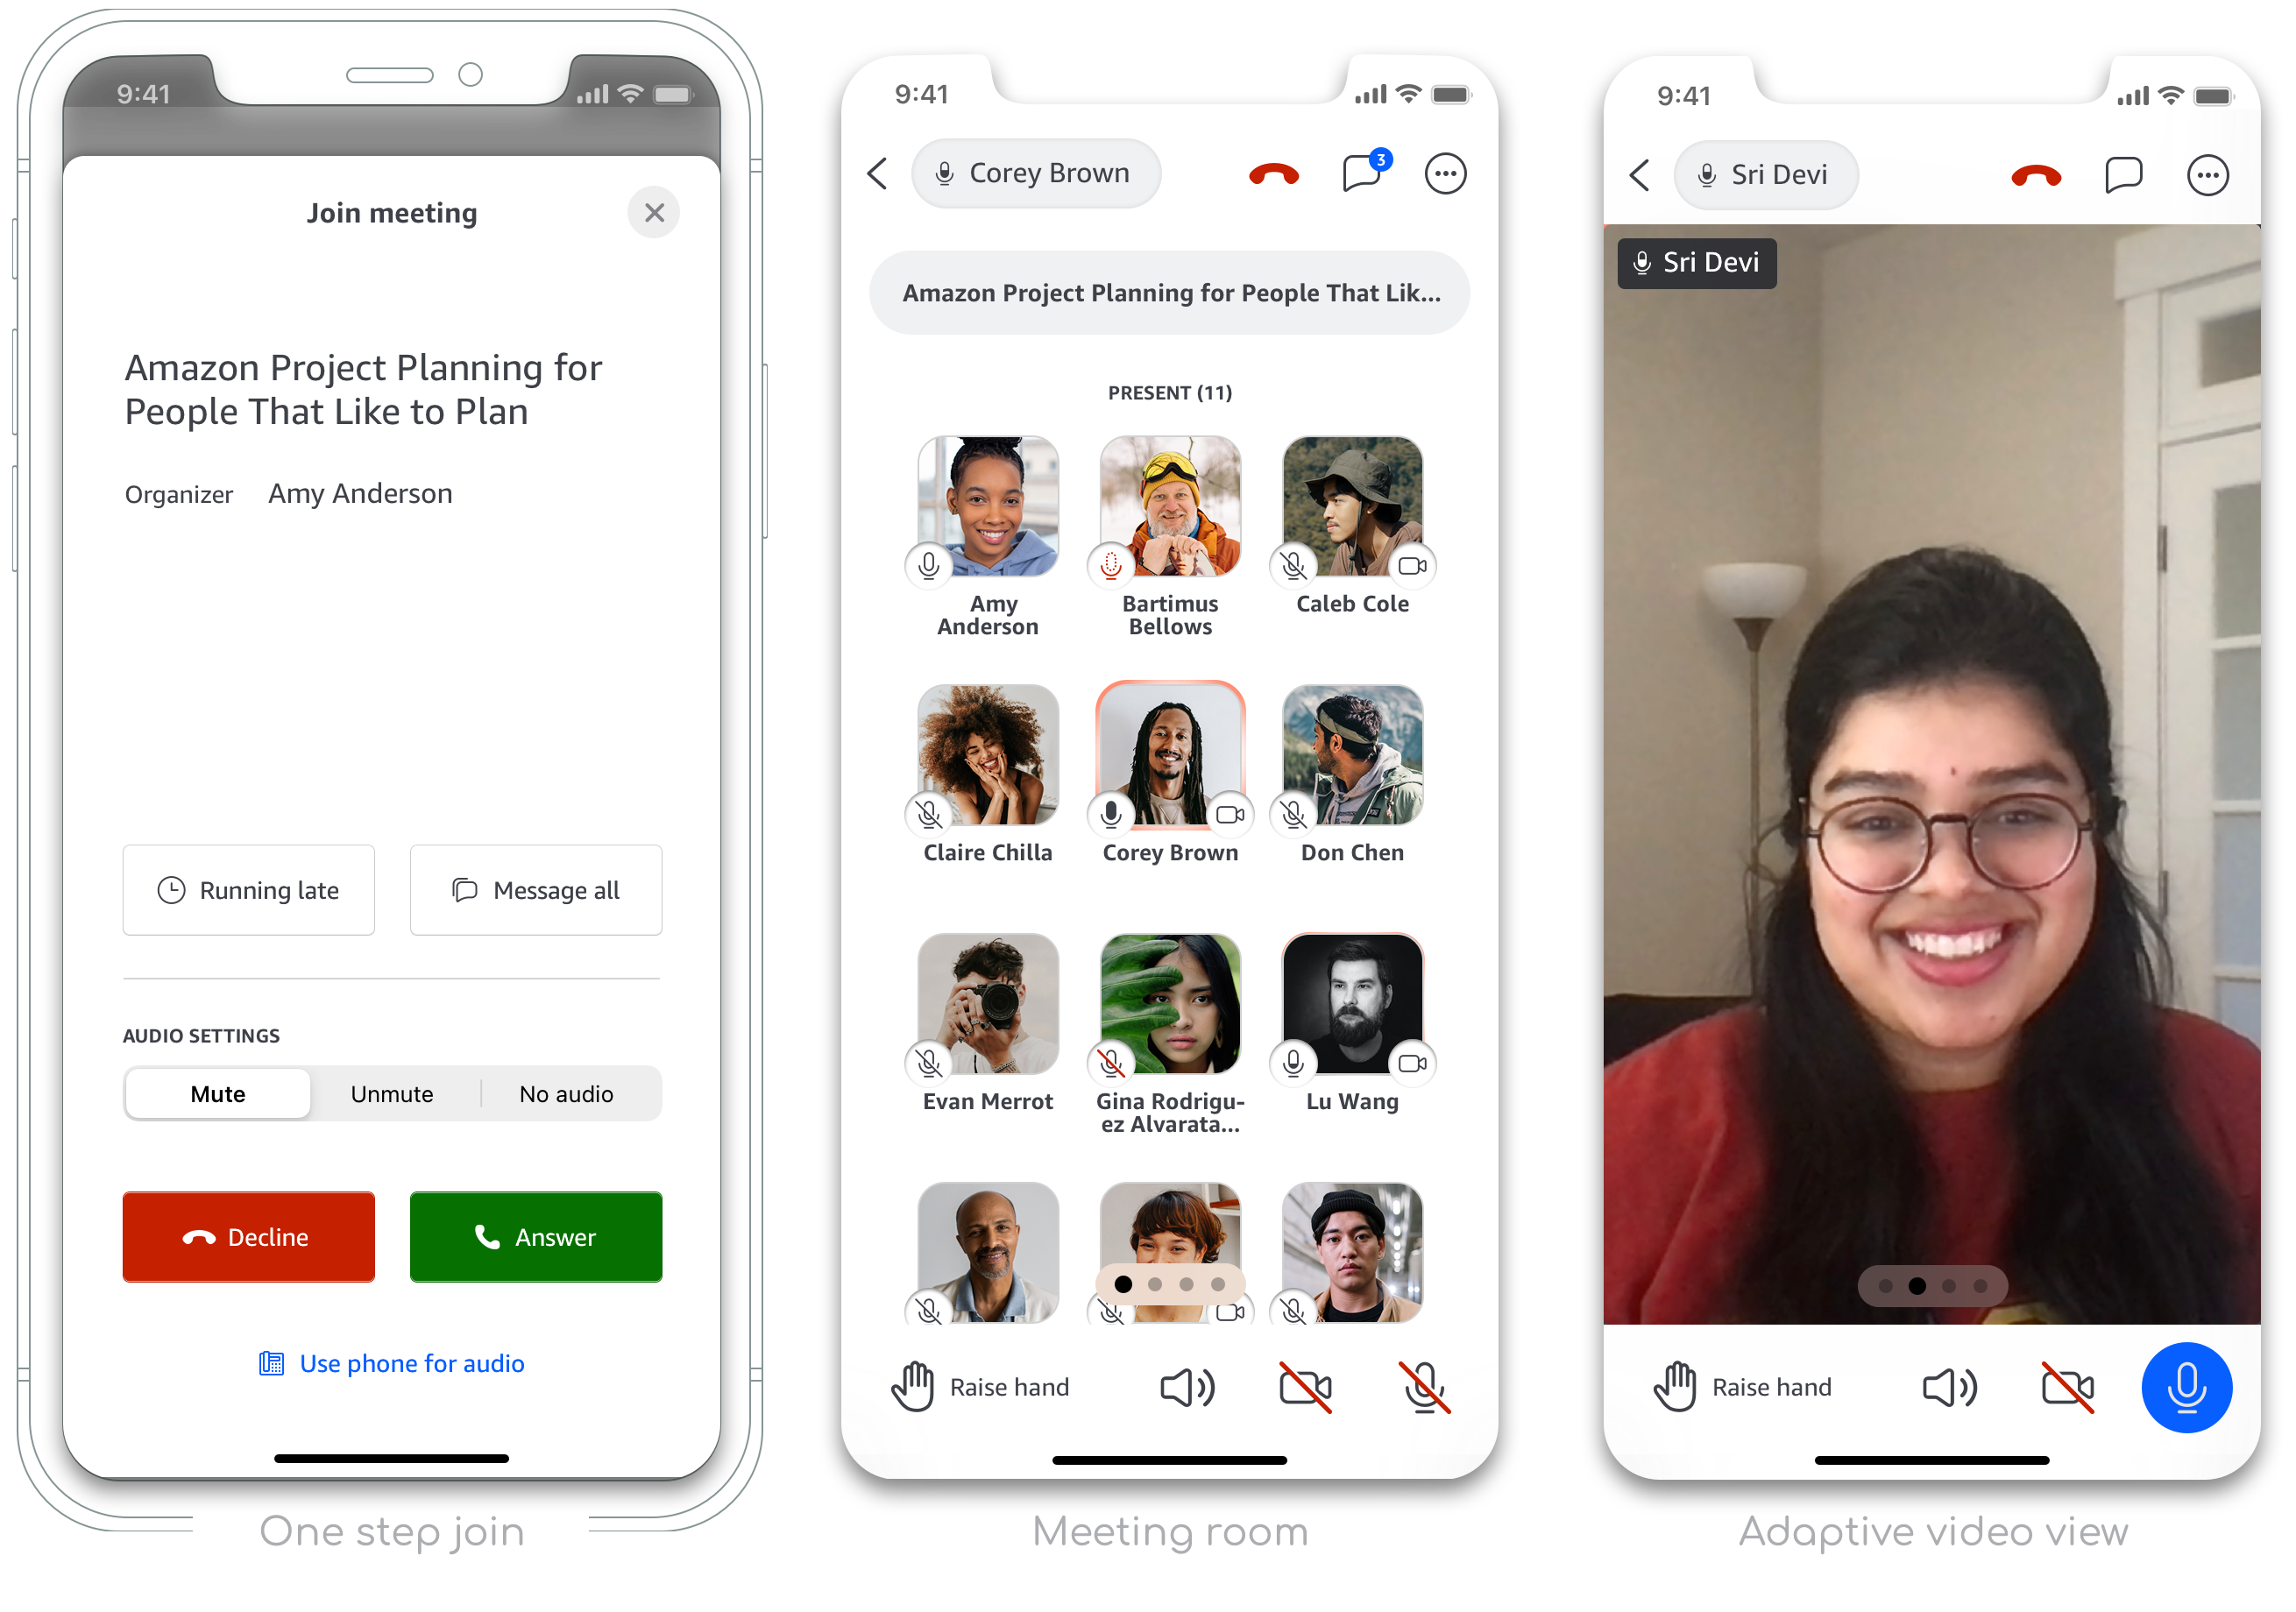 9:41
Join meeting
Amazon Project Planning for
People That Like to Plan
Organizer Amy Anderson
Running late
Message all
AUDIO SETTINGS
Mute
Unmute
No audio
Decline
Answer
Use phone for audio
One step join
9:41
Corey Brown
3
Amazon Project Planning for People That Lik...
PRESENT (11)
Amy
Anderson
Bartimus
Bellows
Caleb Cole
Claire Chilla
Corey Brown
Don Chen
Evan Merrot
Gina Rodrigu-
ez Alvarata...
Lu Wang
Raise hand
Meeting room
9:41
Sri Devi
Sri Devi
Raise hand
Adaptive video view